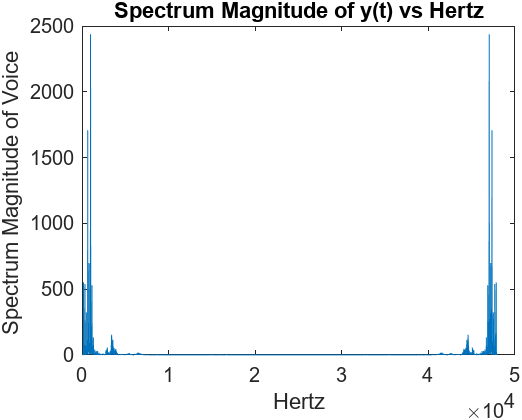 Spectrum Magnitude of y(t) vs Hertz
Spectrum Magnitude of Voice
2500
2000
1500
1000
500
0
0 1 2 3 4 5
Hertz
×10^4